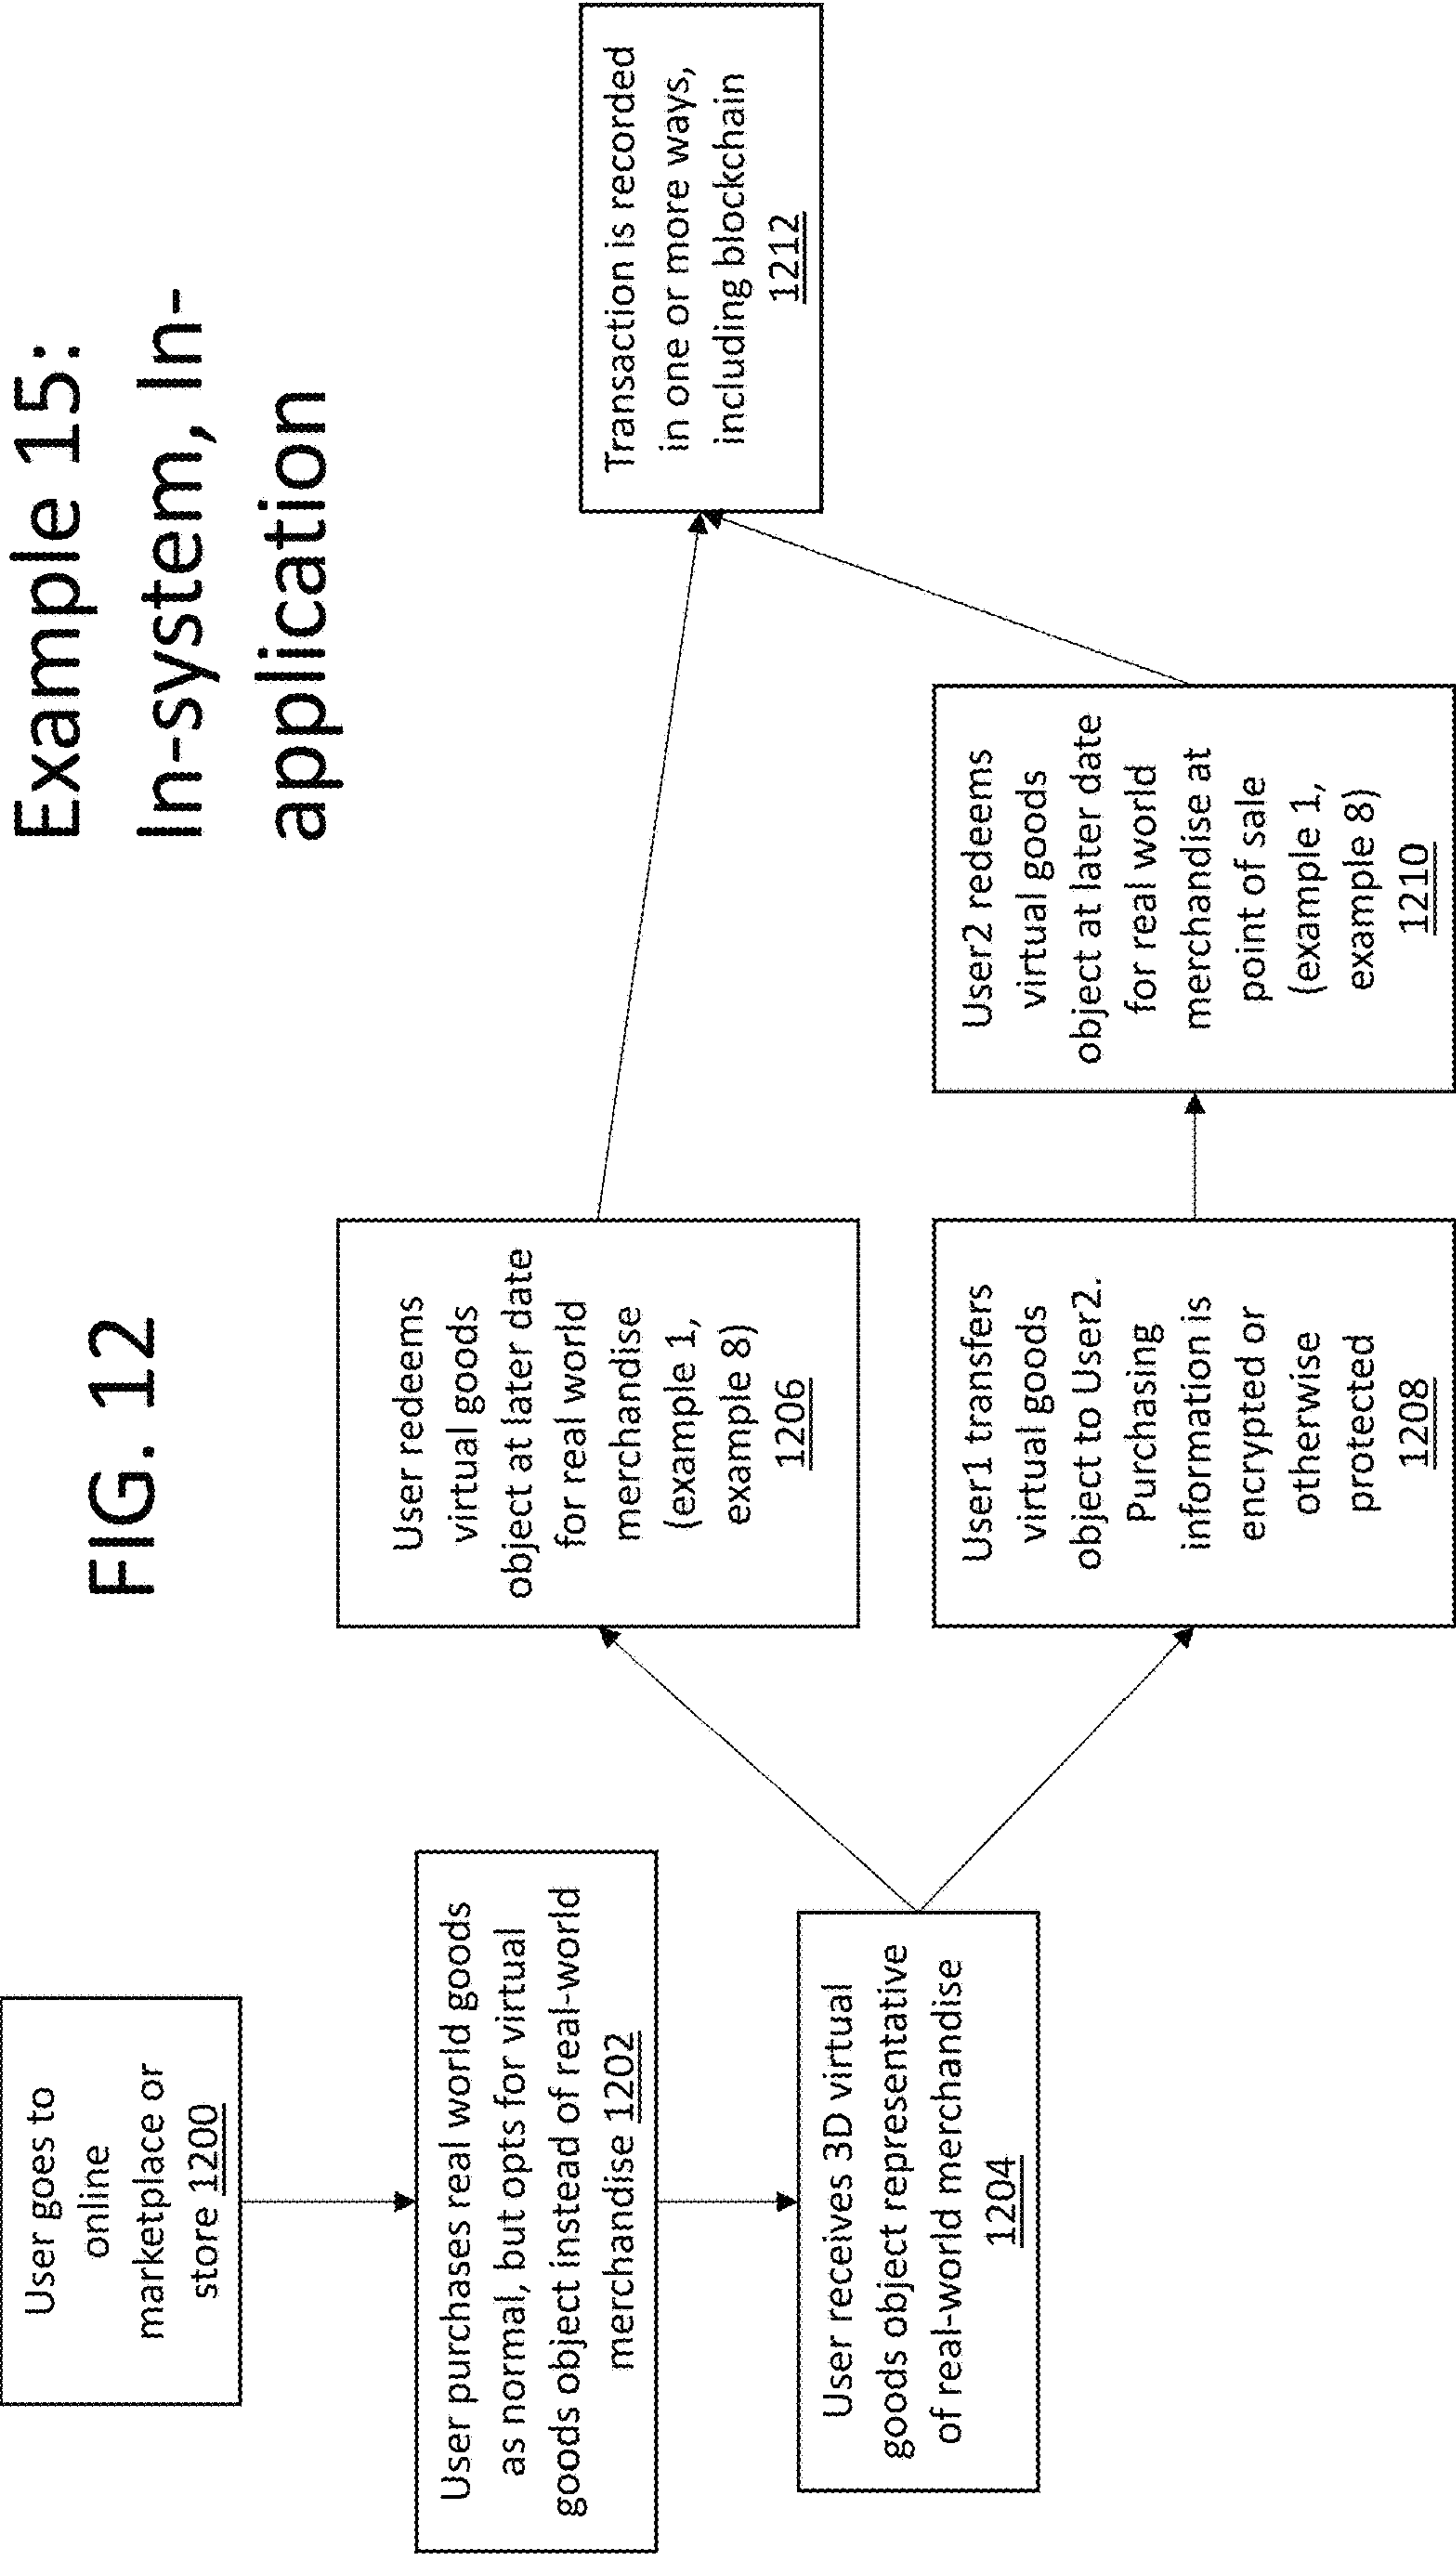 FIG. 12
Example 15:
In-system, In-
application
User goes to
online
marketplace or
store 1200
User purchases real world goods
as normal, but opts for virtual
goods object instead of real-world
merchandise 1202
User receives 3D virtual
goods object representative
of real-world merchandise
1204
User redeems
virtual goods
object at later date
for real world
merchandise
(example 1,
example 8)
1206
User1 transfers
virtual goods
object to User2.
Purchasing
information is
encrypted or
otherwise
protected
1208
User2 redeems
virtual goods
object at later date
for real world
merchandise at
point of sale
(example 1,
example 8)
1210
Transaction is recorded
in one or more ways,
including blockchain
1212